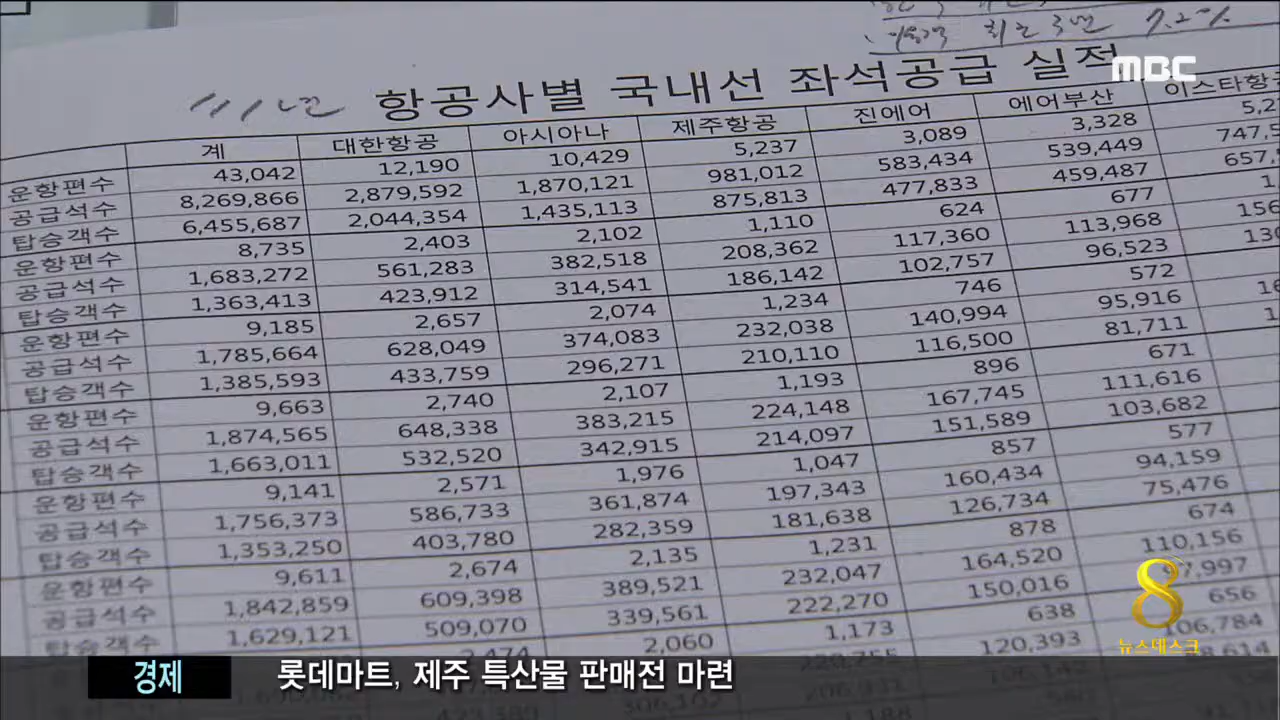 최근 3년 7.2%
MBC
항공사별 국내선 좌석공급 실적
계 대한항공 아시아나 제주항공 진에어 에어부산 이스타항공
운항편수 43,042 12,190 10,429 5,237 3,089 3,328
공급석수 8,269,866 2,879,592 1,870,121 981,012 583,434 539,449
탑승객수 6,455,687 2,044,354 1,435,113 875,813 477,833 459,487
운항편수 8,735 2,403 2,102 1,110 624 677
공급석수 1,683,272 561,283 382,518 208,362 117,360 113,968
탑승객수 1,363,413 423,912 314,541 186,142 102,757 96,523
운항편수 9,185 2,657 2,074 1,234 746 572
공급석수 1,785,664 628,049 374,083 232,038 140,994 95,916
탑승객수 1,385,593 433,759 296,271 210,110 116,500 81,711
운항편수 9,663 2,740 2,107 1,193 896 671
공급석수 1,874,565 648,338 383,215 224,148 167,745 111,616
탑승객수 1,663,011 532,520 342,915 214,097 151,589 103,682
운항편수 9,141 2,571 1,976 1,047 857 577
공급석수 1,756,373 586,733 361,874 197,343 160,434 94,159
탑승객수 1,353,250 403,780 282,359 181,638 126,734 75,476
운항편수 9,611 2,674 2,135 1,231 878 674
공급석수 1,842,859 609,398 389,521 232,047 164,520 110,156
탑승객수 1,629,121 509,070 339,561 222,270 150,016
2,060 1,173 638 656
120,393 106,784
8
뉴스데스크
경제 롯데마트, 제주 특산물 판매전 마련